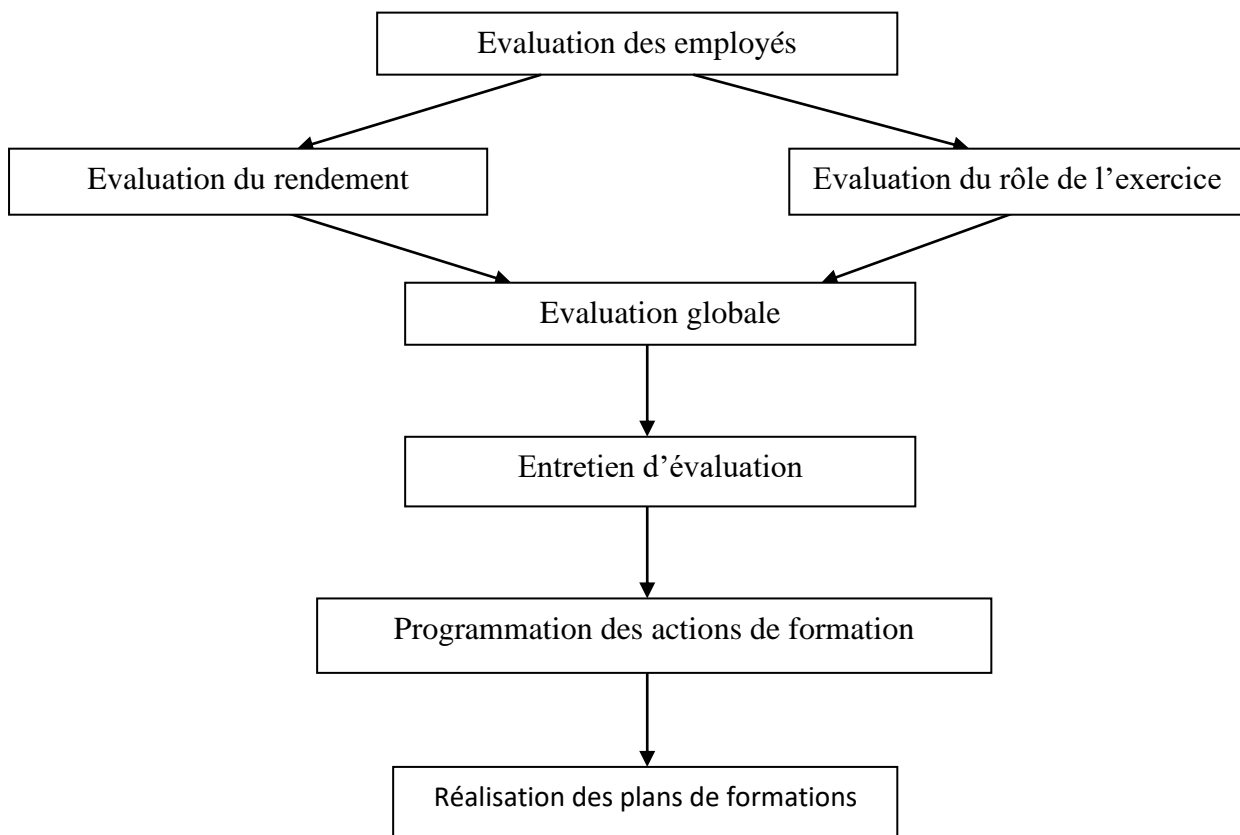 Evaluation des employés
Evaluation du rendement
Evaluation du rôle de l’exercice
Evaluation globale
Entretien d’évaluation
Programmation des actions de formation
Réalisation des plans de formations